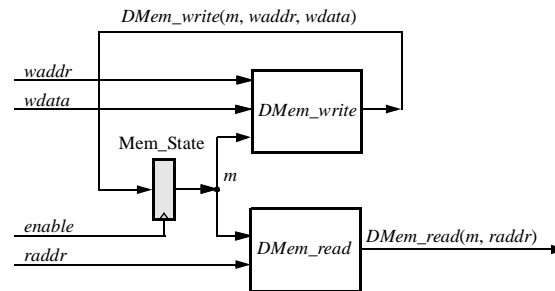 DMem_write(m, waddr, wdata)
waddr
wdata
DMem_write
Mem_State
m
enable
raddr
DMem_read
DMem_read(m, raddr)